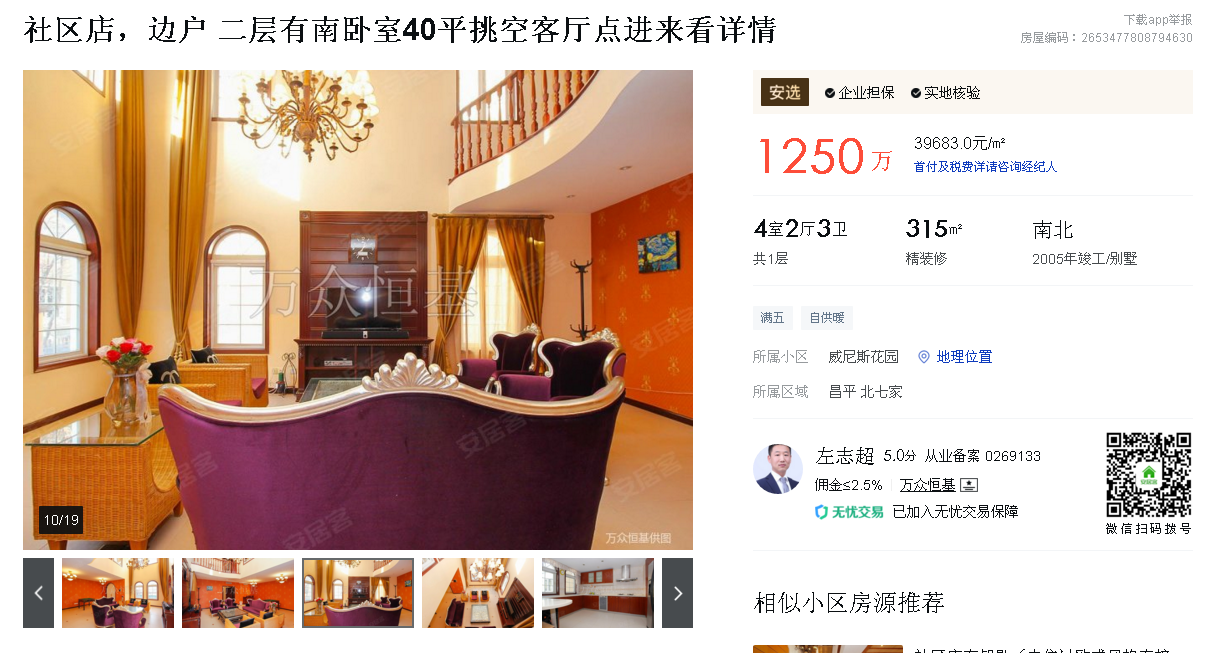 社区店，边户 二层有南卧室40平挑空客厅点进来看详情
下载app举报
房屋编码：2653477808794630
安选 企业担保 实地核验
1250万 39683.0元/m²
首付及税费详请咨询经纪人
4室2厅3卫 315m² 南北
共1层 精装修 2005年竣工/别墅
满五 自供暖
所属小区 威尼斯花园 地理位置
所属区域 昌平 北七家
左志超 5.0分 从业备案 0269133
佣金≤2.5% 万众恒基
无忧交易 已加入无忧交易保障
安居客
微信扫码拨号
万众恒基
安居客
10/19
万众恒基供图
相似小区房源推荐